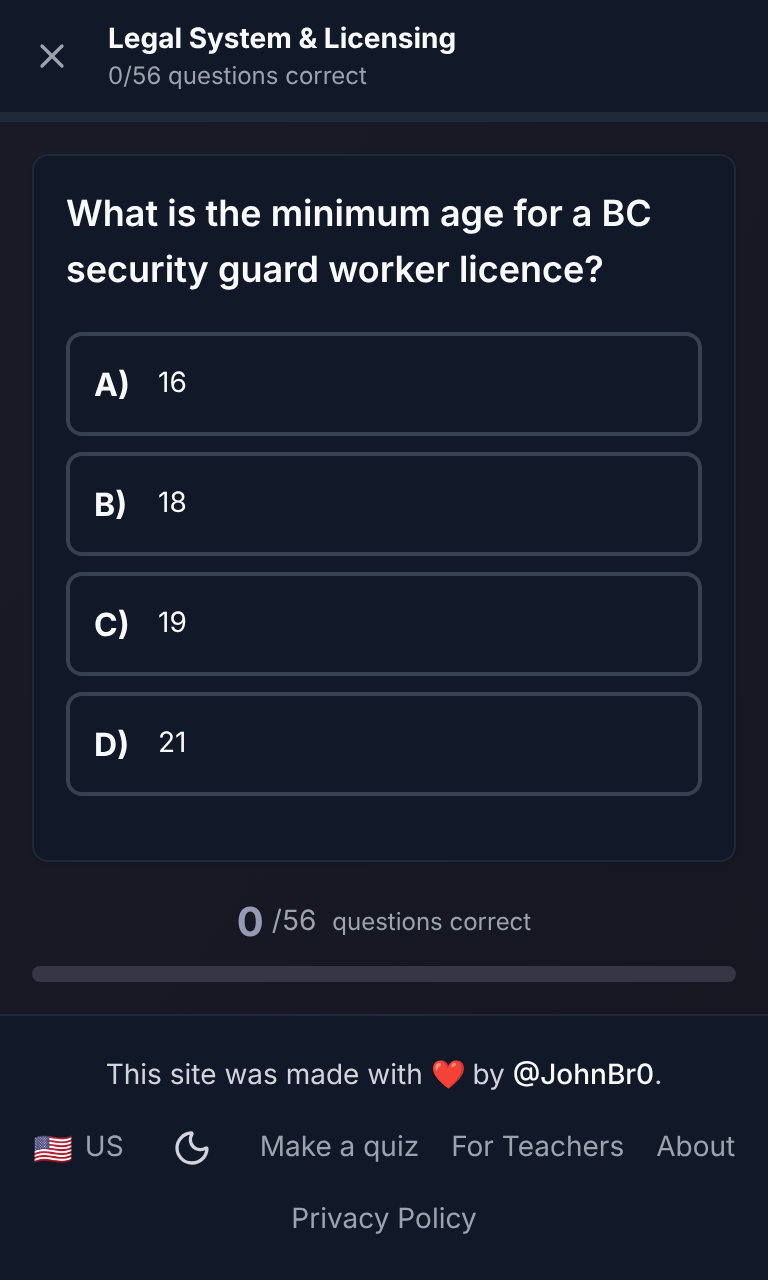 Legal System & Licensing
0/56 questions correct
What is the minimum age for a BC
security guard worker licence?
A) 16
B) 18
C) 19
D) 21
0 /56 questions correct
This site was made with ❤️ by @JohnBr0.
🇺🇸 US Make a quiz For Teachers About
Privacy Policy